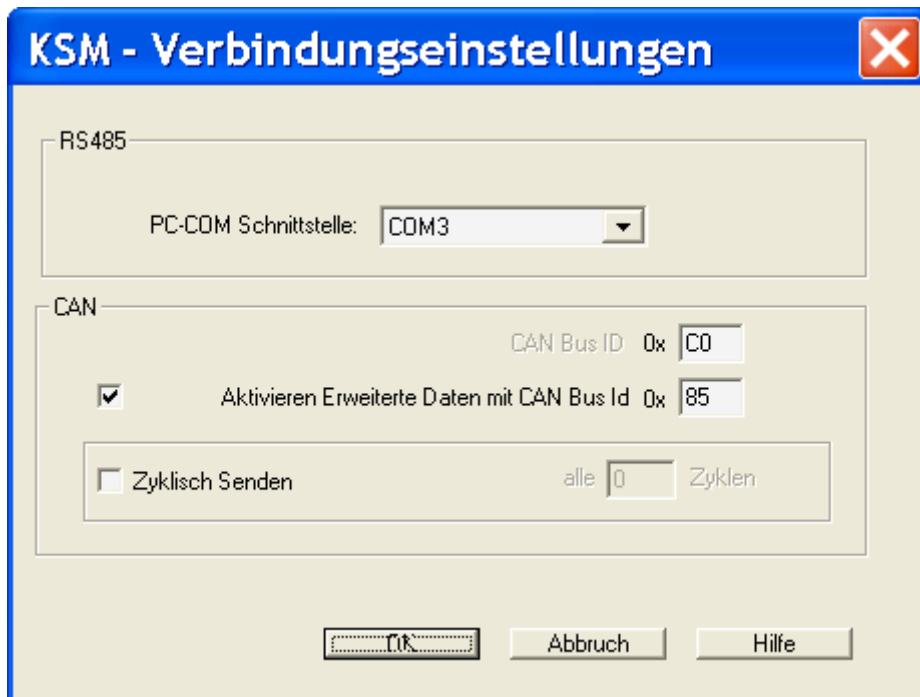 KSM - Verbindungseinstellungen
RS485
PC-COM Schnittstelle: COM3
CAN
CAN Bus ID 0x C0
Aktivieren Erweiterte Daten mit CAN Bus Id 0x 85
Zyklisch Senden alle 0 Zyklen
OK Abbruch Hilfe